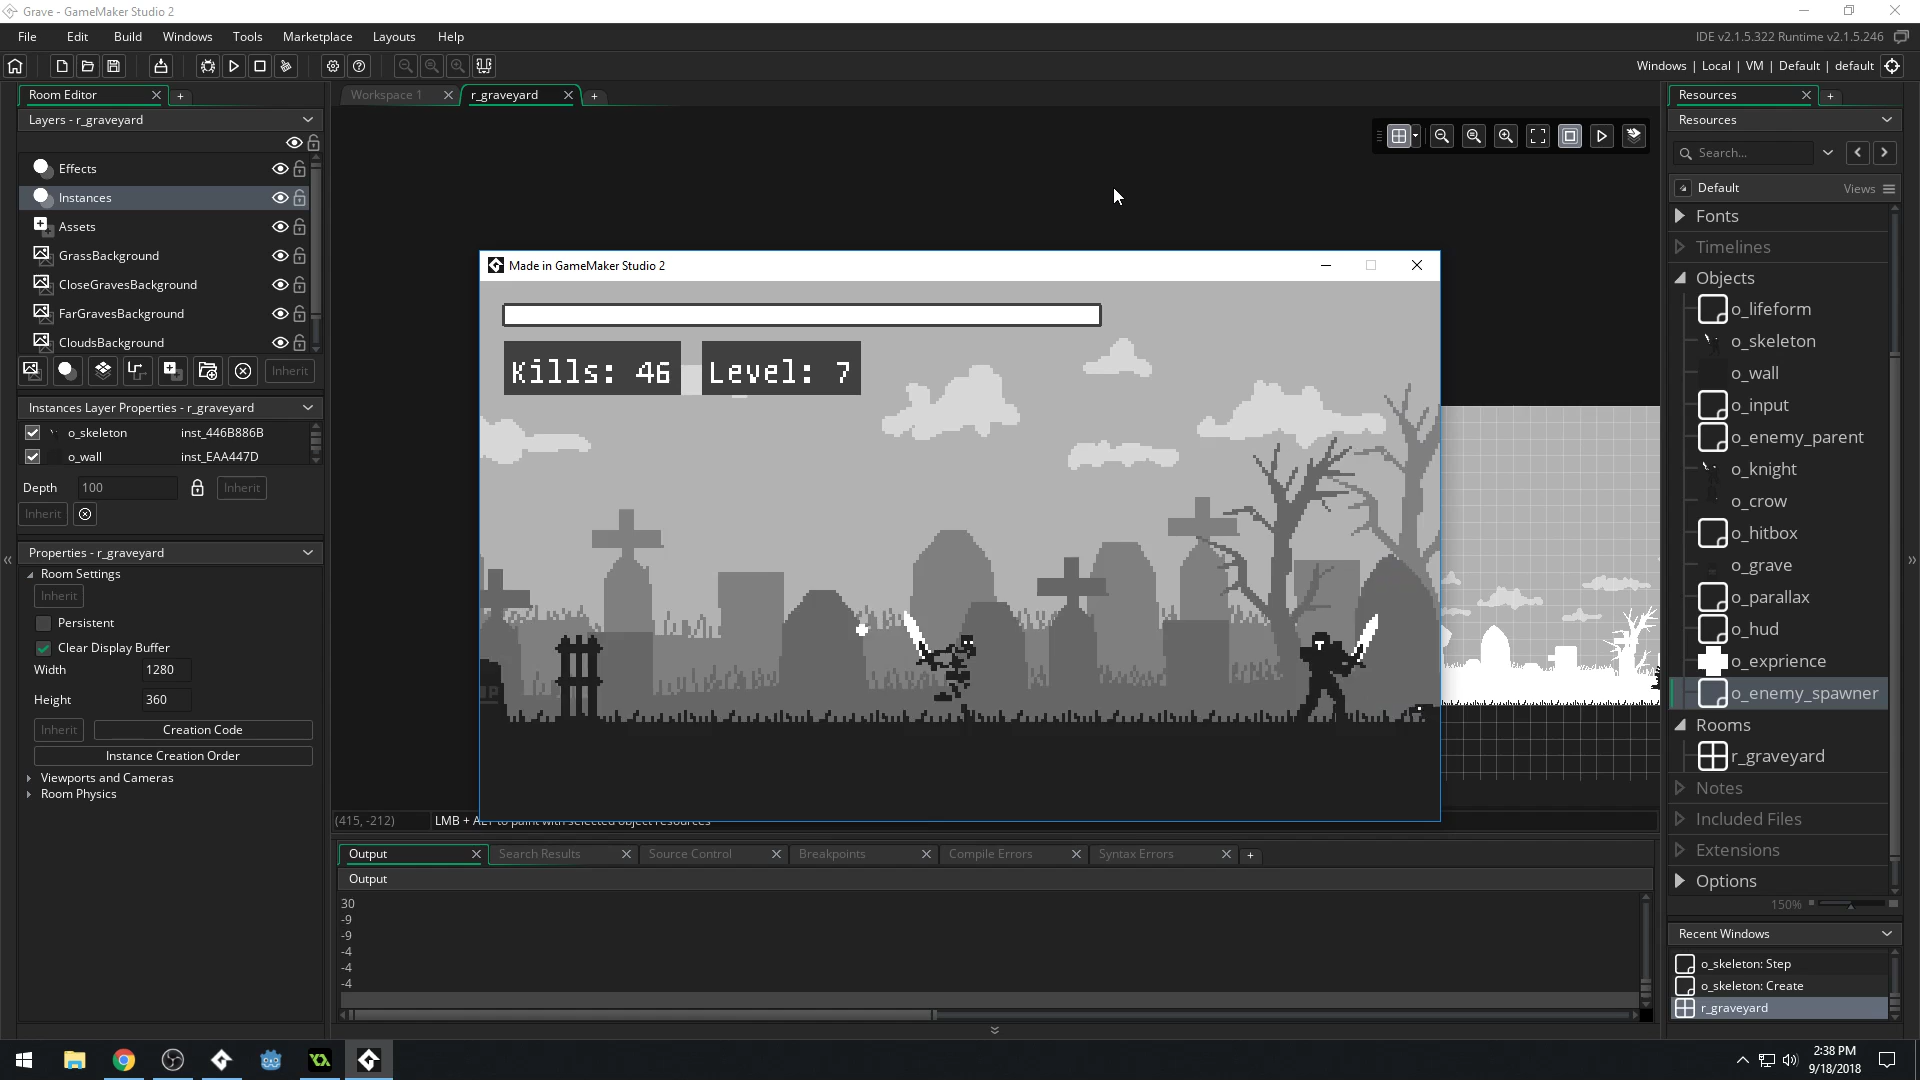 Grave - GameMaker Studio 2
File Edit Build Windows Tools Marketplace Layouts Help
IDE v2.1.5.322 Runtime v2.1.5.246
Windows | Local | VM | Default | default
Room Editor
Workspace 1
r_graveyard
Resources
Layers - r_graveyard
Resources
Effects
Instances
Assets
GrassBackground
CloseGravesBackground
FarGravesBackground
CloudsBackground
Inherit
Instances Layer Properties - r_graveyard
o_skeleton inst_446B886B
o_wall inst_EAA447D
Depth 100 Inherit
Inherit
Properties - r_graveyard
Room Settings
Inherit
Persistent
Clear Display Buffer
Width 1280
Height 360
Inherit Creation Code
Instance Creation Order
Viewports and Cameras
Room Physics
Made in GameMaker Studio 2
Kills: 46
Level: 7
(415, -212)
Output
Search Results
Source Control
Breakpoints
Compile Errors
Syntax Errors
Output
30
-9
-9
-4
-4
-4
Search...
Default Views
Fonts
Timelines
Objects
o_lifeform
o_skeleton
o_wall
o_input
o_enemy_parent
o_knight
o_crow
o_hitbox
o_grave
o_parallax
o_hud
o_exprience
o_enemy_spawner
Rooms
r_graveyard
Notes
Included Files
Extensions
Options
150%
Recent Windows
o_skeleton: Step
o_skeleton: Create
r_graveyard
2:38 PM
9/18/2018